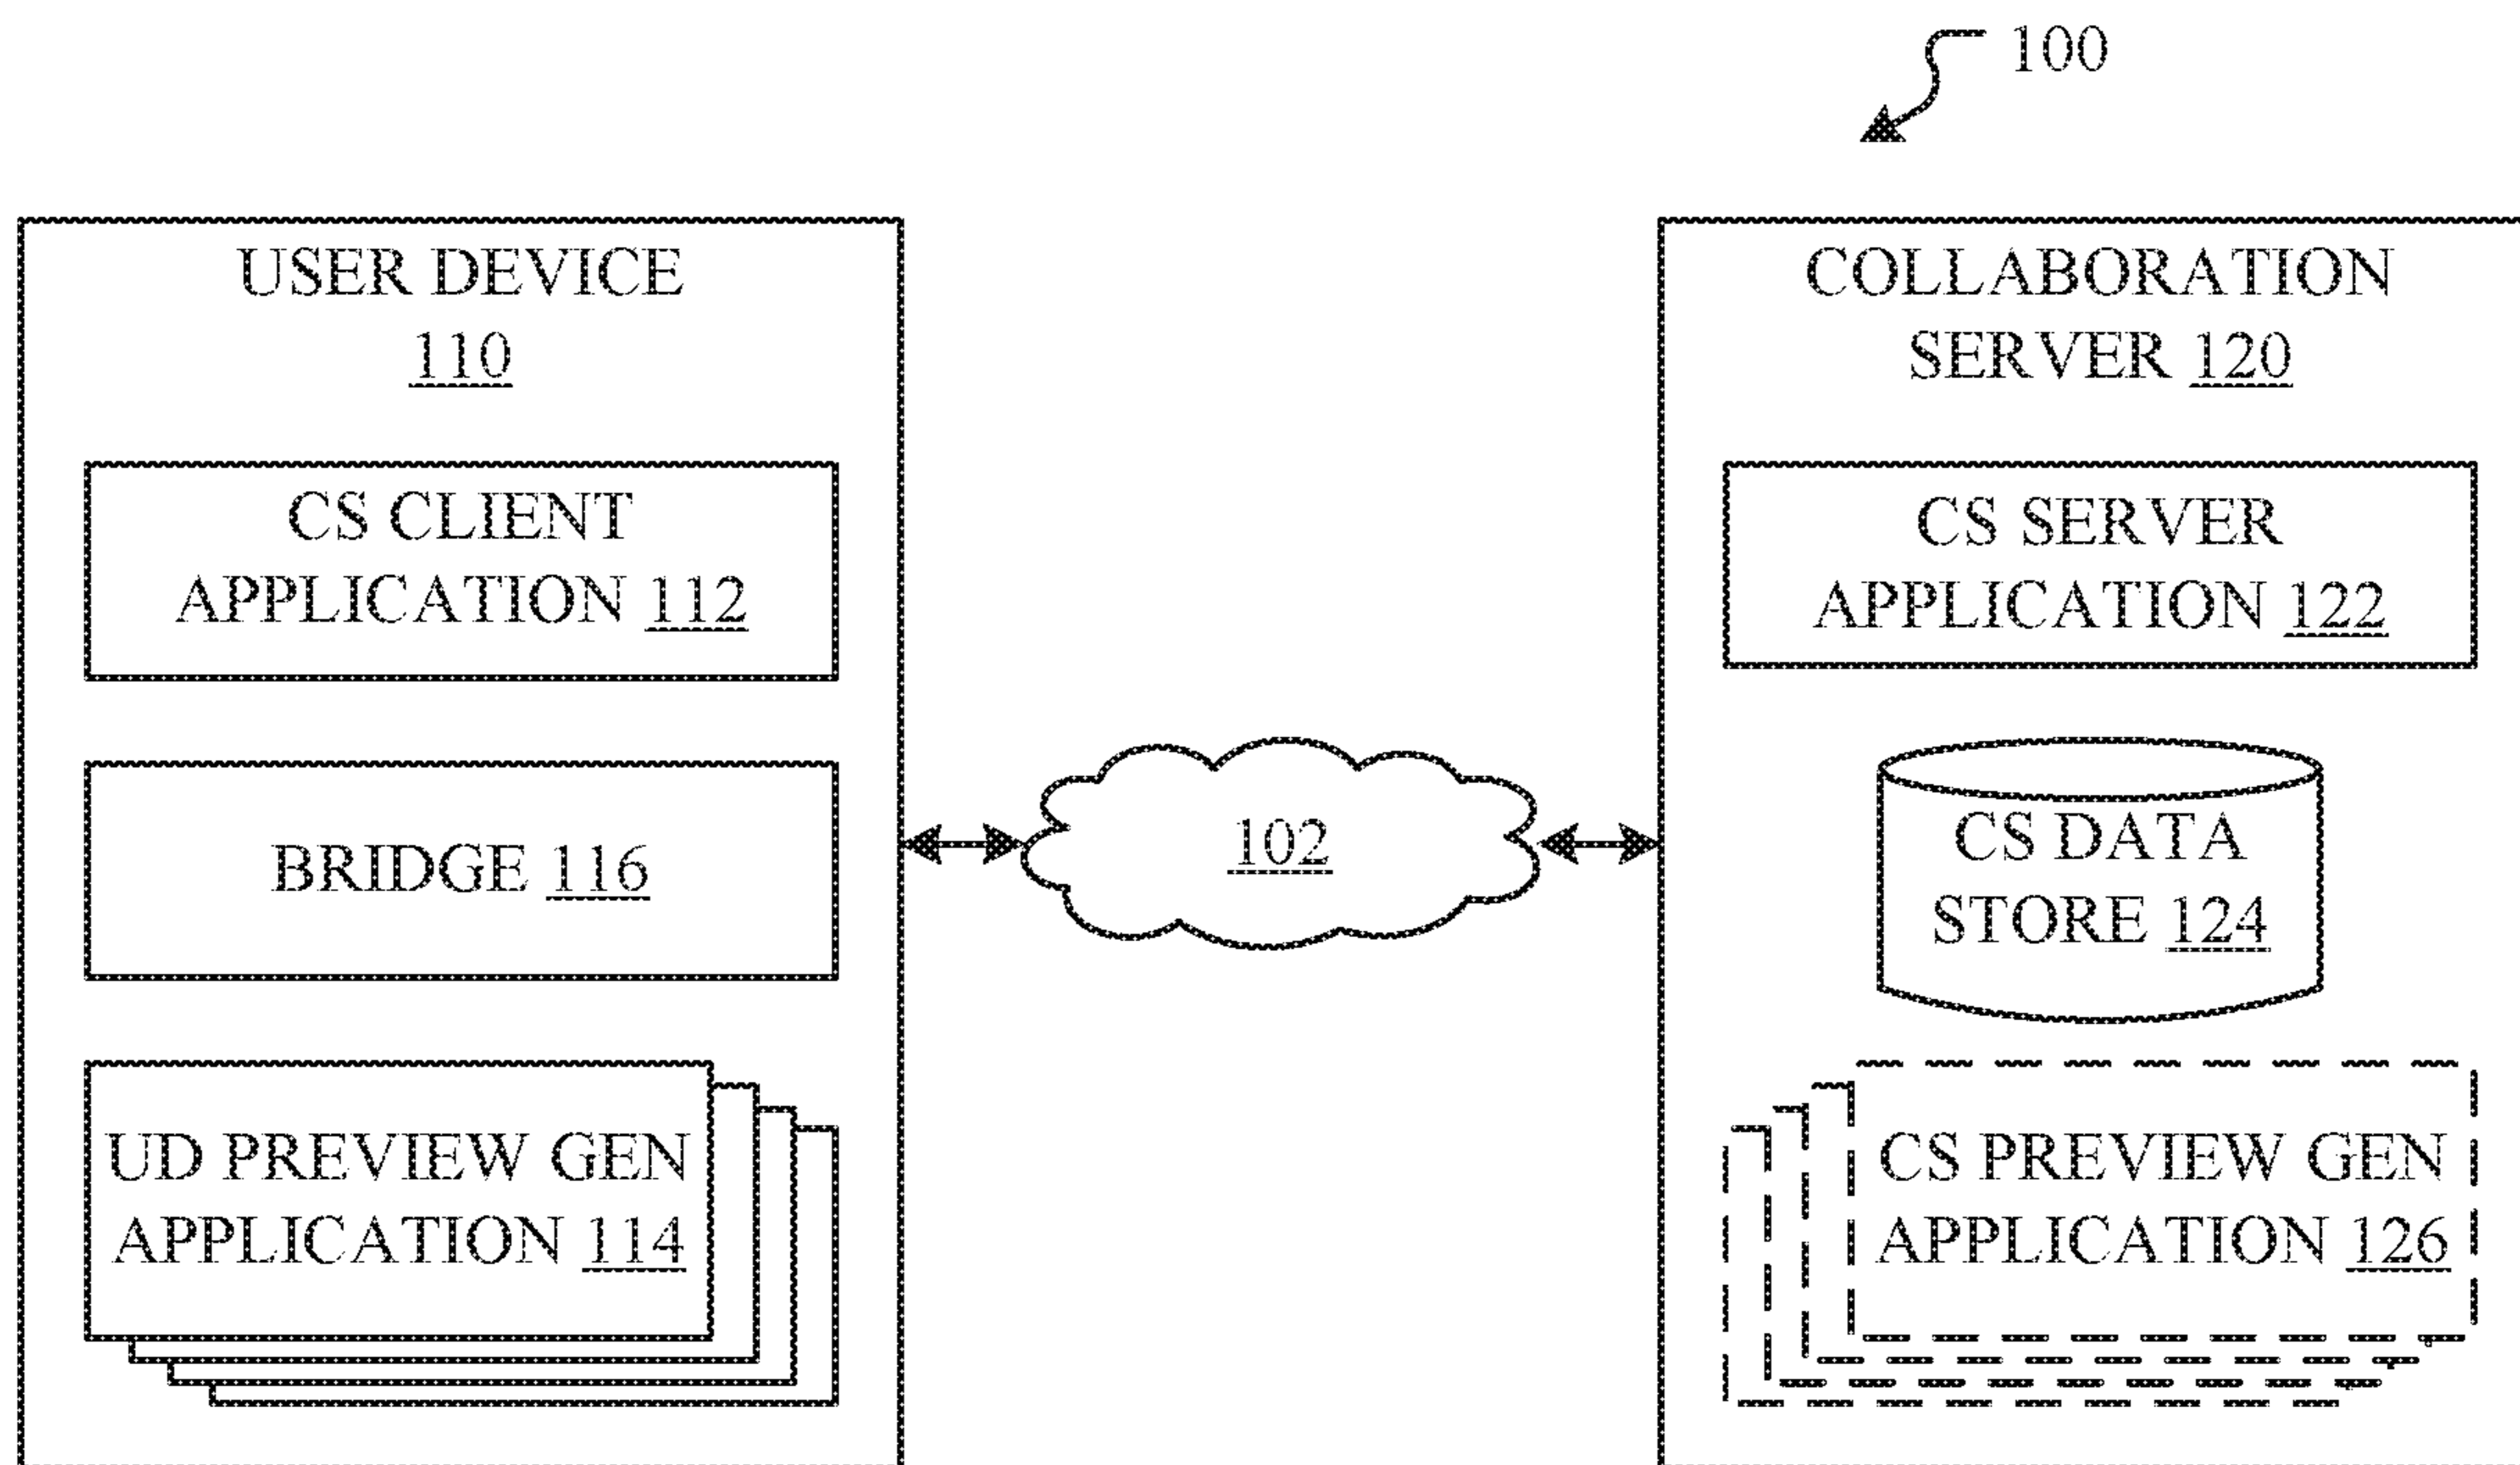 100
USER DEVICE
110
CS CLIENT
APPLICATION 112
BRIDGE 116
UD PREVIEW GEN
APPLICATION 114
102
COLLABORATION
SERVER 120
CS SERVER
APPLICATION 122
CS DATA
STORE 124
CS PREVIEW GEN
APPLICATION 126